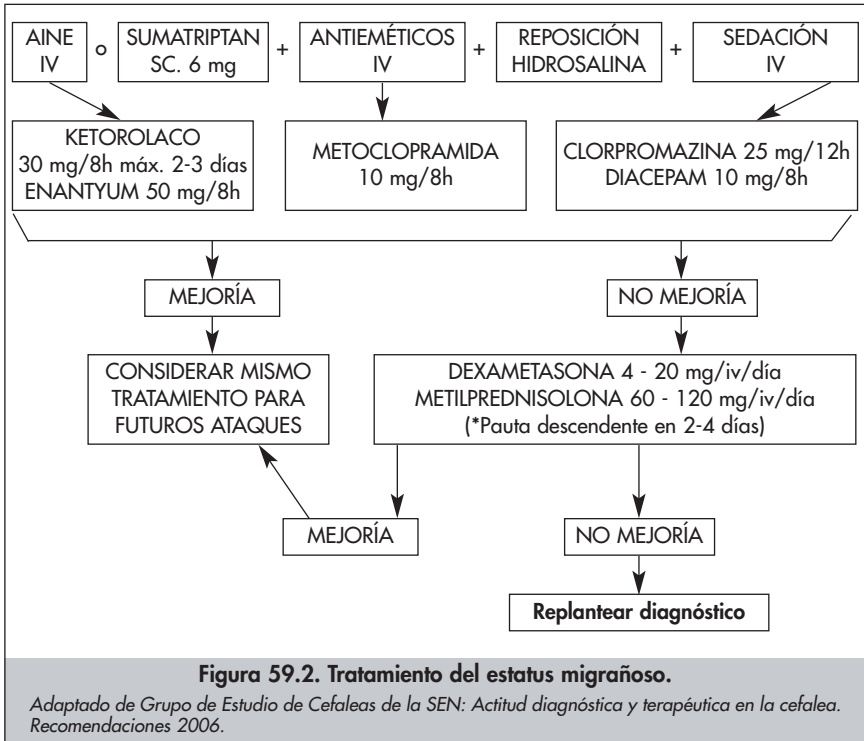 AINE
IV
o
SUMATRIPTAN
SC. 6 mg
+
ANTIEMÉTICOS
IV
+
REPOSICIÓN
HIDROSALINA
+
SEDACIÓN
IV
KETOROLACO
30 mg/8h máx. 2-3 días
ENANTYUM 50 mg/8h
METOCLOPRAMIDA
10 mg/8h
CLORPROMAZINA 25 mg/12h
DIACEPAM 10 mg/8h
MEJORÍA
NO MEJORÍA
CONSIDERAR MISMO
TRATAMIENTO PARA
FUTUROS ATAQUES
DEXAMETASONA 4 - 20 mg/iv/día
METILPREDNISOLONA 60 - 120 mg/iv/día
(*Pauta descendente en 2-4 días)
MEJORÍA
NO MEJORÍA
Replantear diagnóstico
Figura 59.2. Tratamiento del estatus migrañoso.
Adaptado de Grupo de Estudio de Cefaleas de la SEN: Actitud diagnóstica y terapéutica en la cefalea.
Recomendaciones 2006.